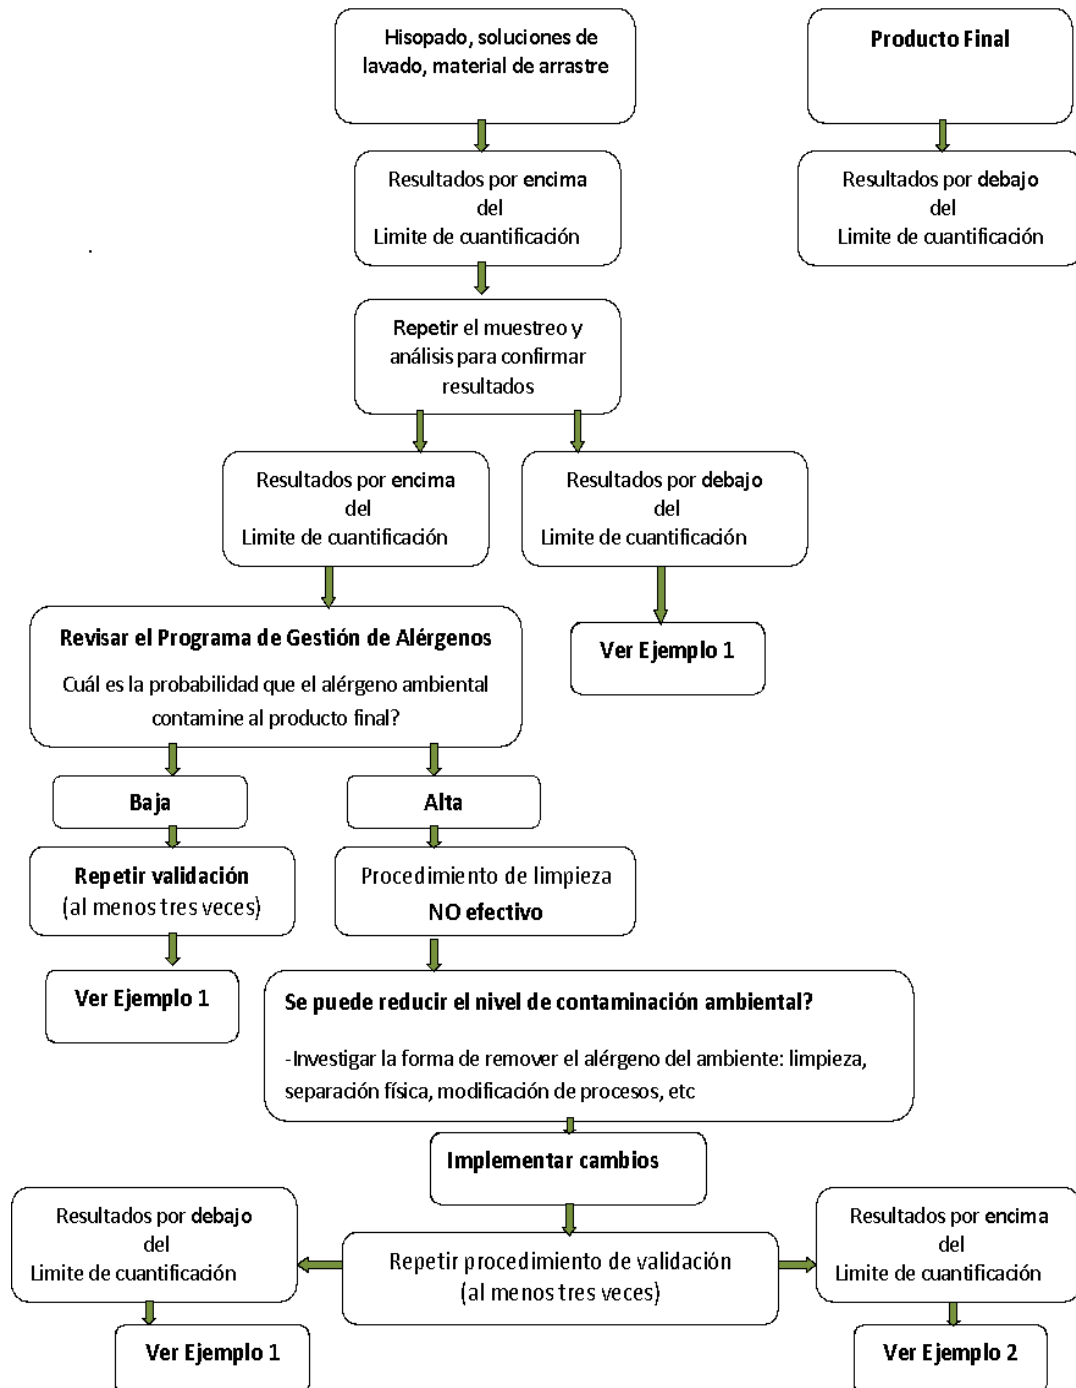 Hisopado, soluciones de
lavado, material de arrastre
Producto Final
Resultados por encima
del
Limite de cuantificación
Resultados por debajo
del
Limite de cuantificación
Repetir el muestreo y
análisis para confirmar
resultados
Resultados por encima
del
Limite de cuantificación
Resultados por debajo
del
Limite de cuantificación
Revisar el Programa de Gestión de Alérgenos
Cuál es la probabilidad que el alérgeno ambiental
contamine al producto final?
Ver Ejemplo 1
Baja
Alta
Repetir validación
(al menos tres veces)
Procedimiento de limpieza
NO efectivo
Ver Ejemplo 1
Se puede reducir el nivel de contaminación ambiental?
-Investigar la forma de remover el alérgeno del ambiente: limpieza,
separación física, modificación de procesos, etc
Implementar cambios
Resultados por debajo
del
Limite de cuantificación
Repetir procedimiento de validación
(al menos tres veces)
Resultados por encima
del
Limite de cuantificación
Ver Ejemplo 1
Ver Ejemplo 2